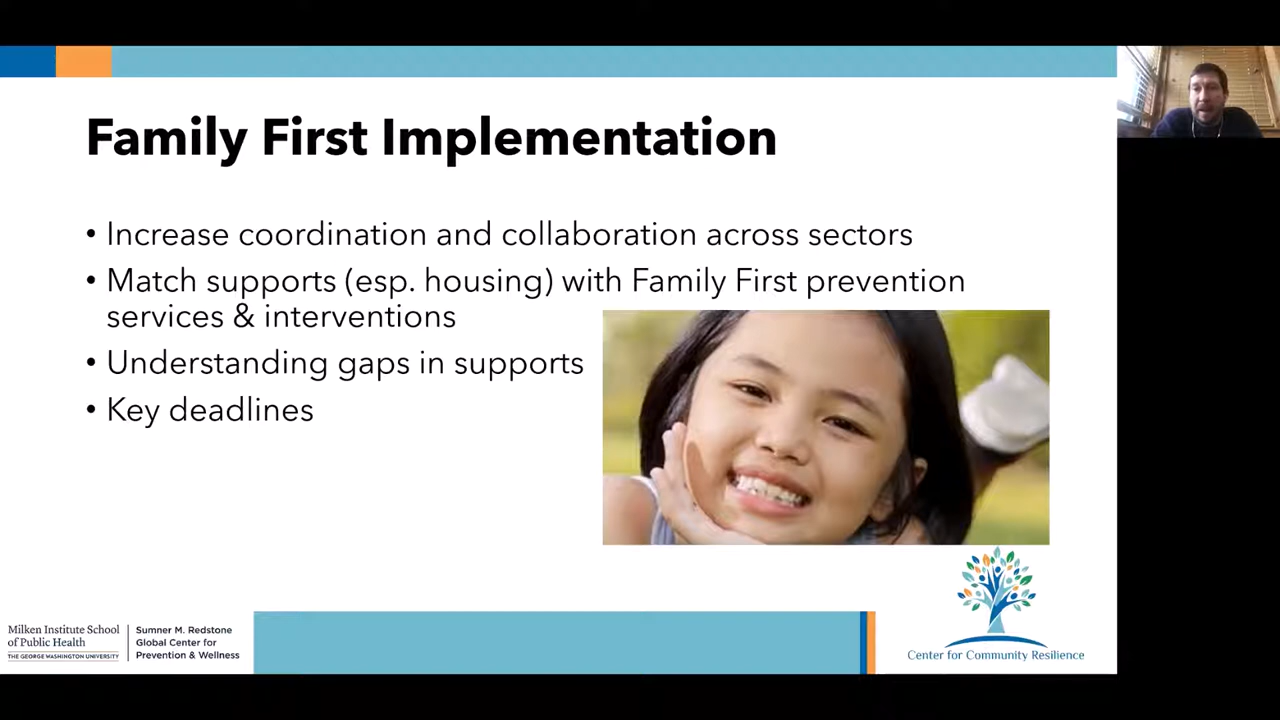 Family First Implementation
• Increase coordination and collaboration across sectors
• Match supports (esp. housing) with Family First prevention
services & interventions
• Understanding gaps in supports
• Key deadlines
Milken Institute School
of Public Health
THE GEORGE WASHINGTON UNIVERSITY
Sumner M. Redstone
Global Center for
Prevention & Wellness
Center for Community Resilience